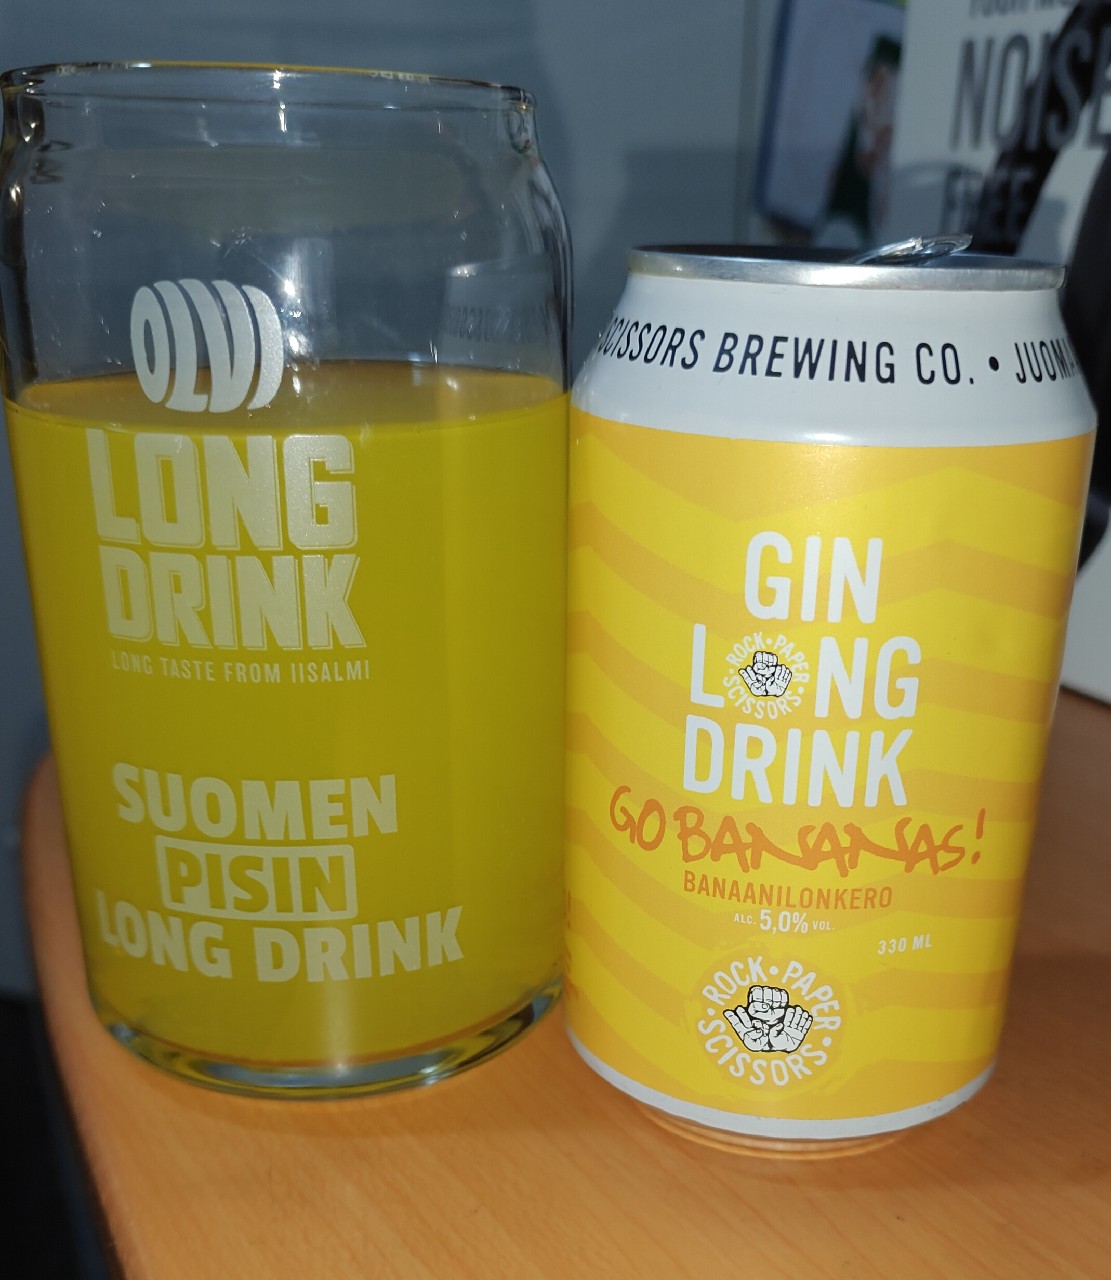 OLVI
LONG
DRINK
LONG TASTE FROM IISALMI
SUOMEN
PISIN
LONG DRINK
SCISSORS BREWING CO. • JUOMA
GIN
LONG
ROCK • PAPER • SCISSORS
DRINK
GO BANANAS!
BANAANILONKERO
ALC. 5,0% VOL.
330 ML
ROCK • PAPER • SCISSORS
NOISE
FREE